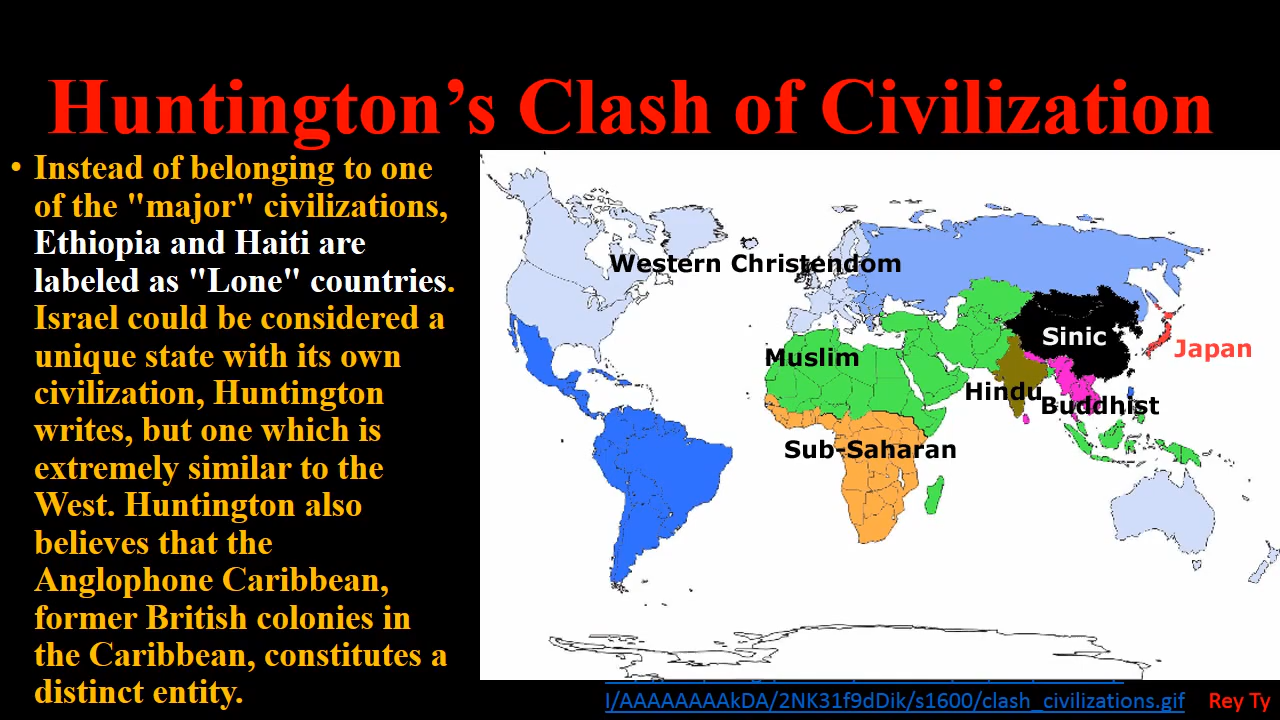 Huntington’s Clash of Civilization
• Instead of belonging to one
of the "major" civilizations,
Ethiopia and Haiti are
labeled as "Lone" countries.
Israel could be considered a
unique state with its own
civilization, Huntington
writes, but one which is
extremely similar to the
West. Huntington also
believes that the
Anglophone Caribbean,
former British colonies in
the Caribbean, constitutes a
distinct entity.
Western Christendom
Sinic
Japan
Muslim
Hindu
Buddhist
Sub-Saharan
I/AAAAAAAAkDA/2NK31f9dDik/s1600/clash_civilizations.gif
Rey Ty